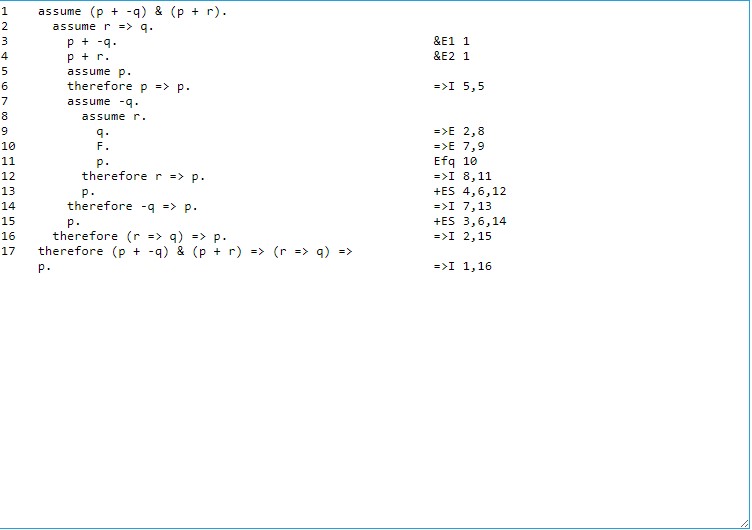 1 assume (p + -q) & (p + r).
2 assume r => q.
3 p + -q. &E1 1
4 p + r. &E2 1
5 assume p.
6 therefore p => p. =>I 5,5
7 assume -q.
8 assume r.
9 q. =>E 2,8
10 F. =>E 7,9
11 p. Efq 10
12 therefore r => p. =>I 8,11
13 p. +ES 4,6,12
14 therefore -q => p. =>I 7,13
15 p. +ES 3,6,14
16 therefore (r => q) => p. =>I 2,15
17 therefore (p + -q) & (p + r) => (r => q) =>
p. =>I 1,16